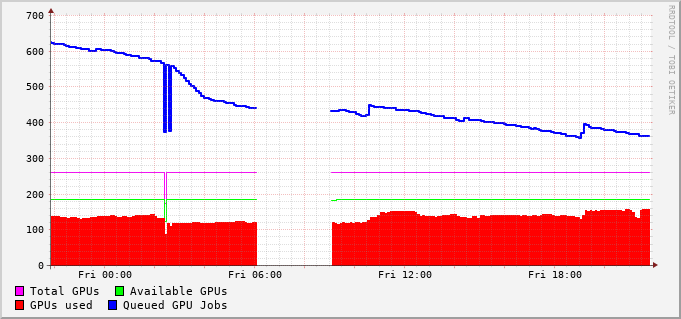 700
600
500
400
300
200
100
0
Fri 00:00 Fri 06:00 Fri 12:00 Fri 18:00
Total GPUs Available GPUs
GPUs used Queued GPU Jobs
RRDTOOL / TOBI OETIKER